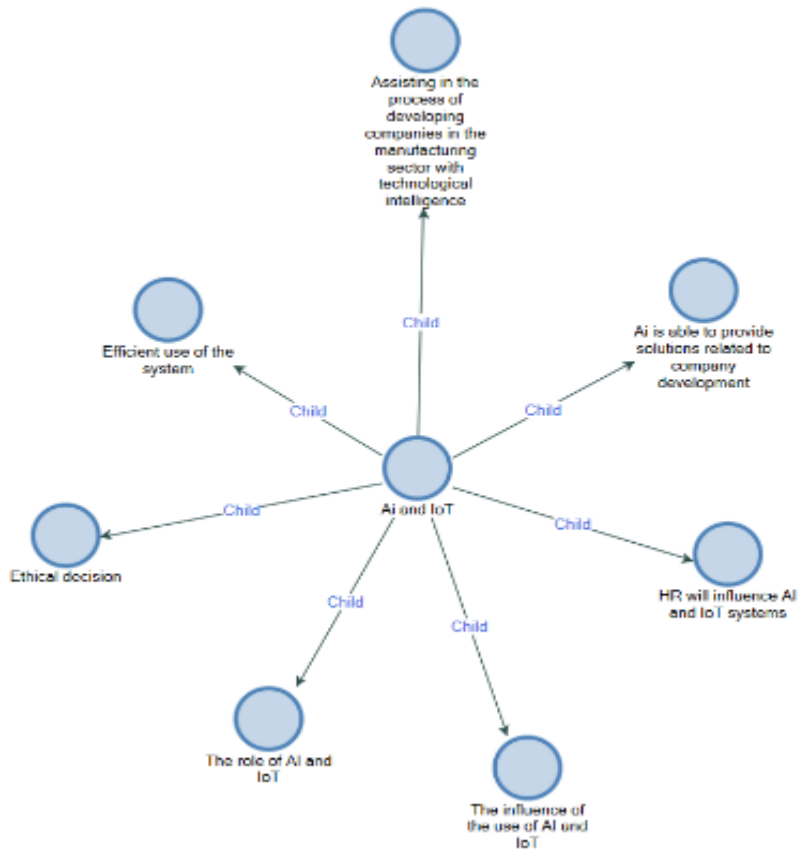 Assisting in the
process of
developing
companies in the
manufacturing
sector with
technological
intelligence
Child
Ai is able to provide
solutions related to
company
development
Efficient use of the
system
Child
Child
Ai and IoT
Child
Child
Ethical decision
HR will influence AI
and IoT systems
Child
Child
The role of AI and
IoT
The influence of
the use of AI and
IoT